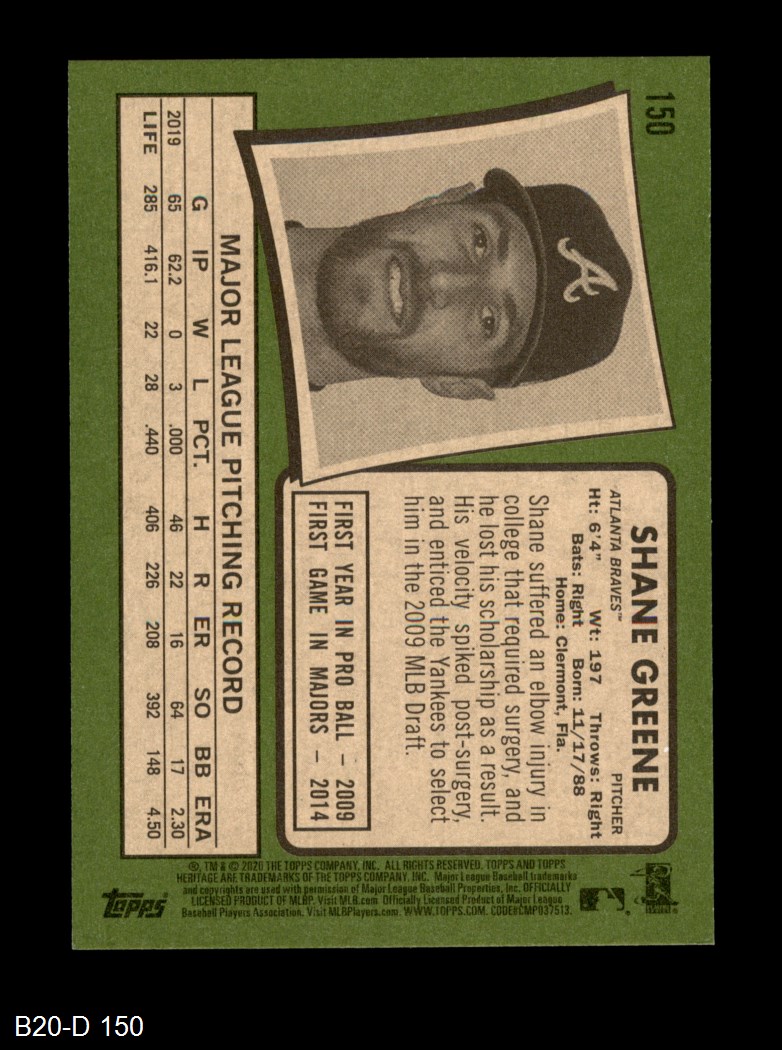 150
SHANE GREENE
ATLANTA BRAVES™ PITCHER
Ht: 6'4" Wt: 197 Throws: Right
Bats: Right Born: 11/17/88
Home: Clermont, Fla.
Shane suffered an elbow injury in
college that required surgery, and
he lost his scholarship as a result.
His velocity spiked post-surgery,
and enticed the Yankees to select
him in the 2009 MLB Draft.
FIRST YEAR IN PRO BALL – 2009
FIRST GAME IN MAJORS – 2014
A
MAJOR LEAGUE PITCHING RECORD
G IP W L PCT. H R ER SO BB ERA
2019 65 62.2 0 3 .000 46 22 16 64 17 2.30
LIFE 285 416.1 22 28 .440 406 226 208 392 148 4.50
®, TM & © 2020 THE TOPPS COMPANY, INC. ALL RIGHTS RESERVED. TOPPS AND TOPPS
HERITAGE ARE TRADEMARKS OF THE TOPPS COMPANY, INC. Major League Baseball trademarks
and copyrights are used with permission of Major League Baseball Properties, Inc. OFFICIALLY
LICENSED PRODUCT OF MLBP. Visit MLB.com. Officially Licensed Product of Major League
Baseball Players Association. Visit MLBPlayers.com. WWW.TOPPS.COM. CODE#CMP037513.
topps
B20-D 150